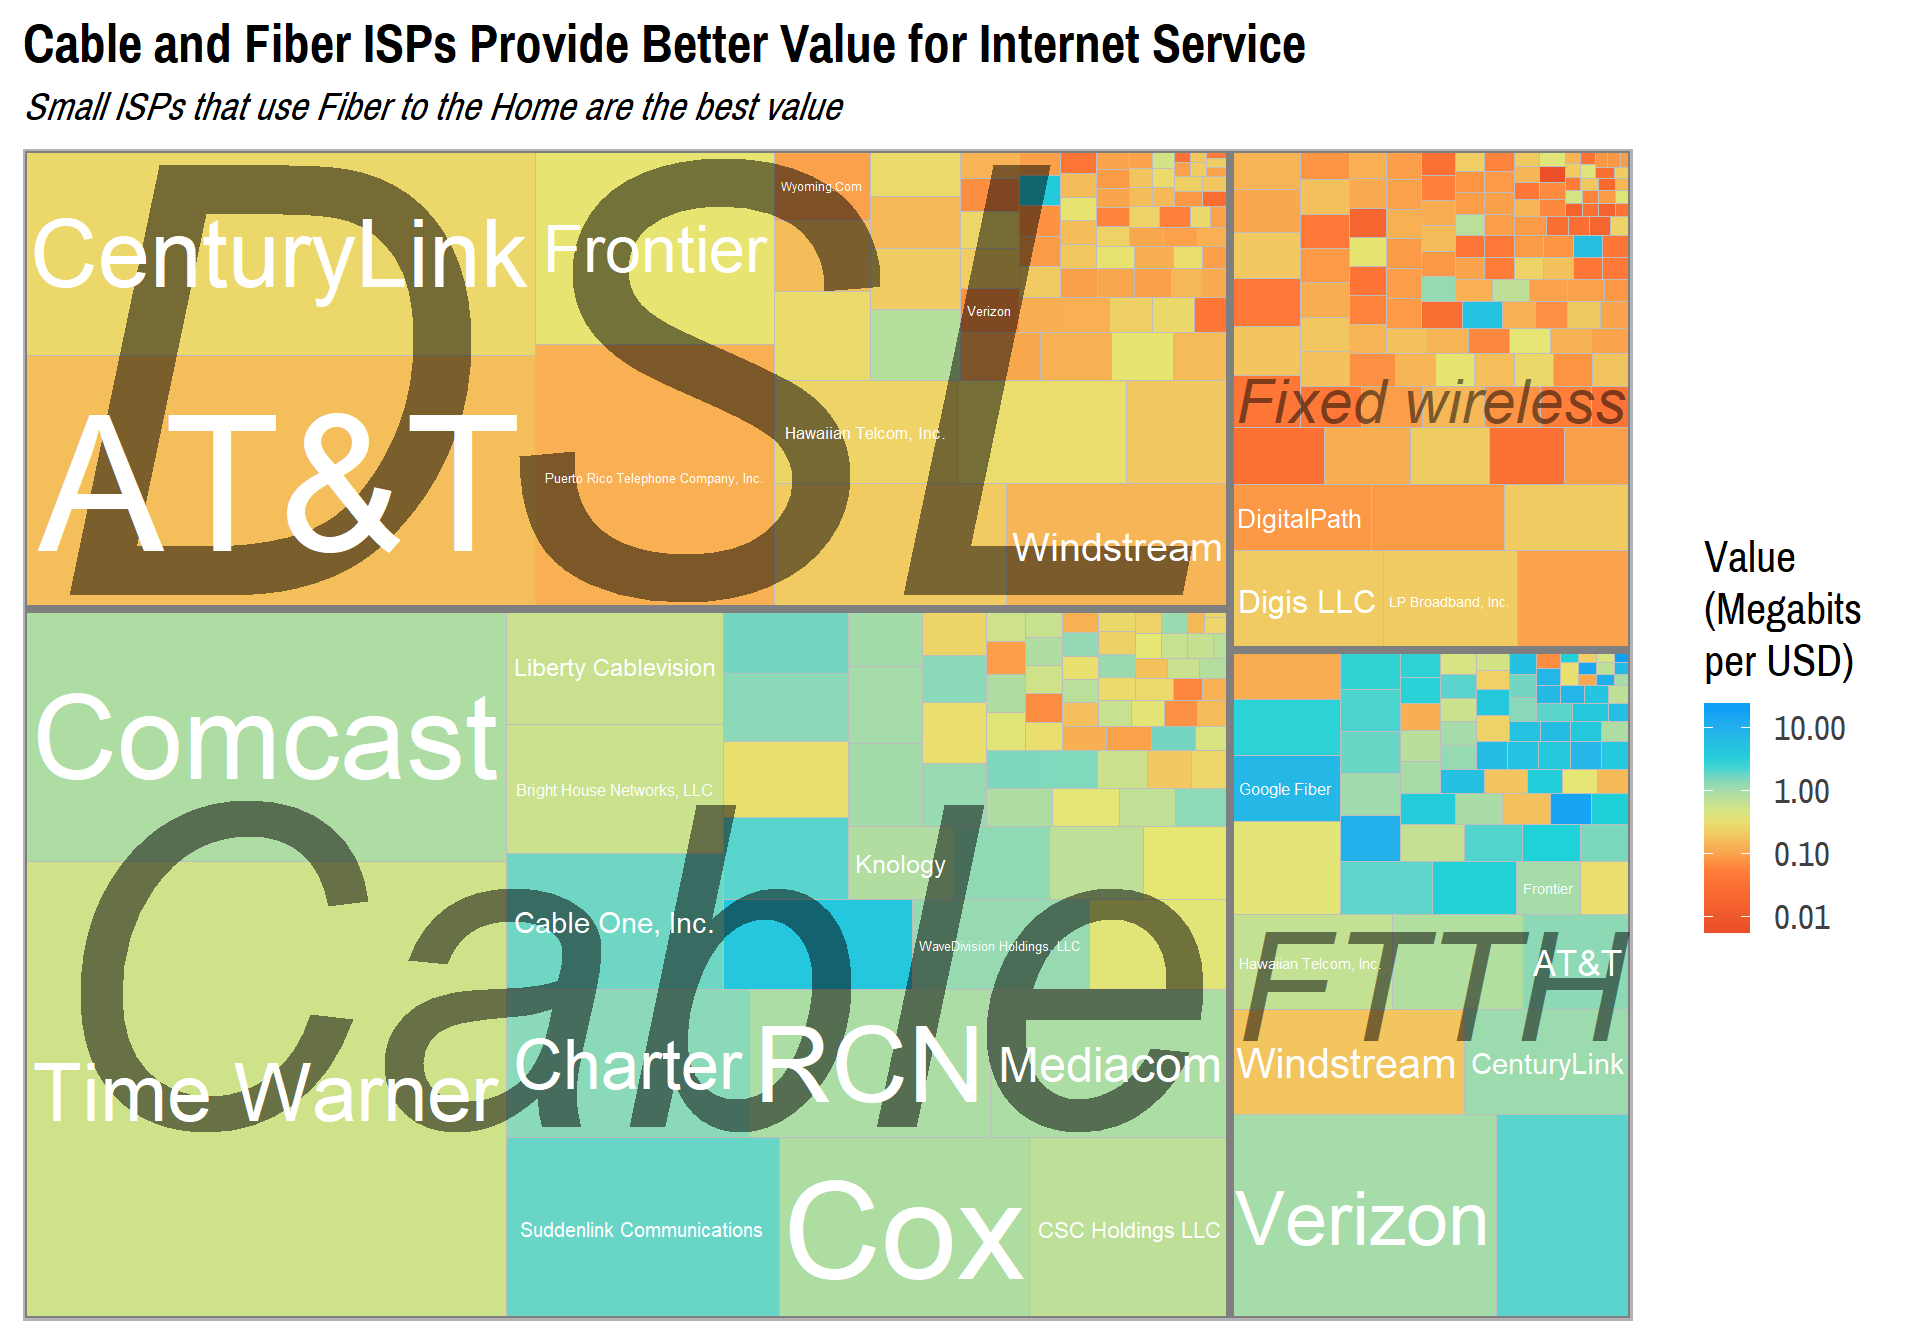 Cable and Fiber ISPs Provide Better Value for Internet Service
Small ISPs that use Fiber to the Home are the best value
DSL
CenturyLink
Frontier
Wyoming.Com
Verizon
AT&T
Puerto Rico Telephone Company, Inc.
Hawaiian Telcom, Inc.
Windstream
Fixed wireless
DigitalPath
Digis LLC
LP Broadband, Inc.
Cable
Comcast
Liberty Cablevision
Bright House Networks, LLC
Knology
Cable One, Inc.
WaveDivision Holdings, LLC
Time Warner
Charter
RCN
Mediacom
Suddenlink Communications
Cox
CSC Holdings LLC
FTTH
Google Fiber
Frontier
Hawaiian Telcom, Inc.
AT&T
Windstream
CenturyLink
Verizon
Value
(Megabits
per USD)
10.00
1.00
0.10
0.01